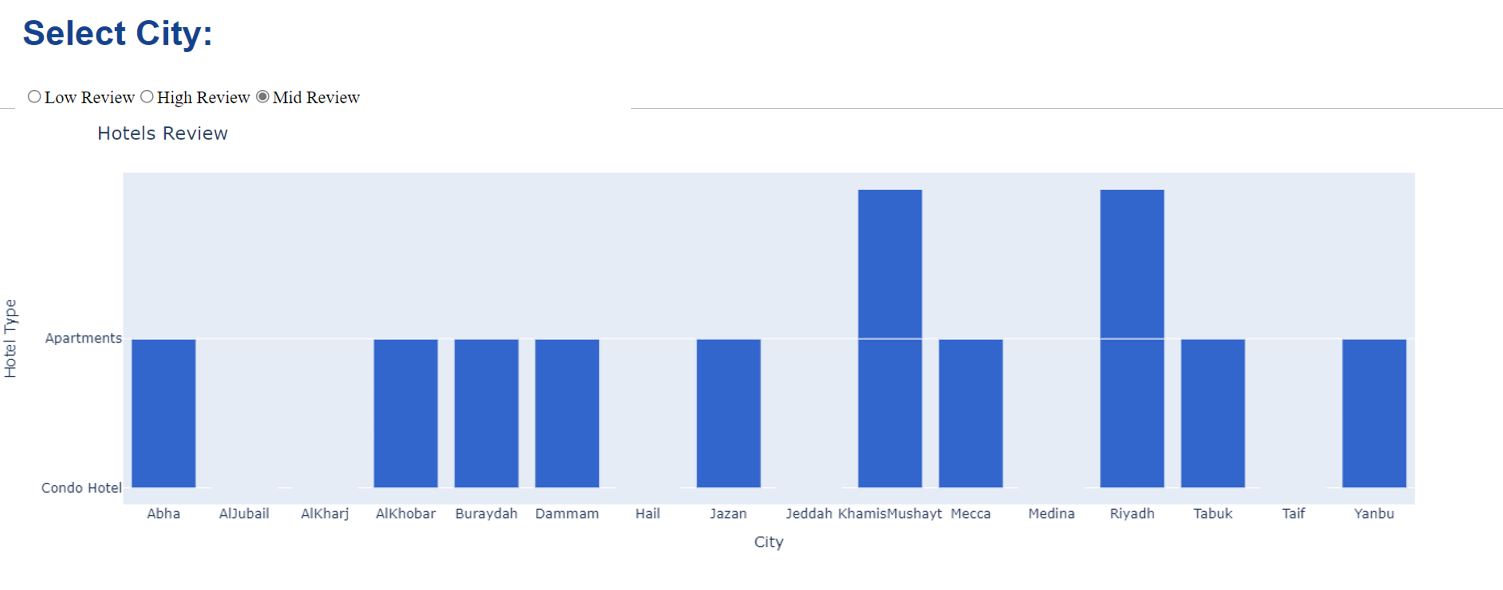 Select City:
Low Review High Review Mid Review
Hotels Review
Hotel Type
Apartments
Condo Hotel
Abha AlJubail AlKharj AlKhobar Buraydah Dammam Hail Jazan Jeddah KhamisMushayt Mecca Medina Riyadh Tabuk Taif Yanbu
City